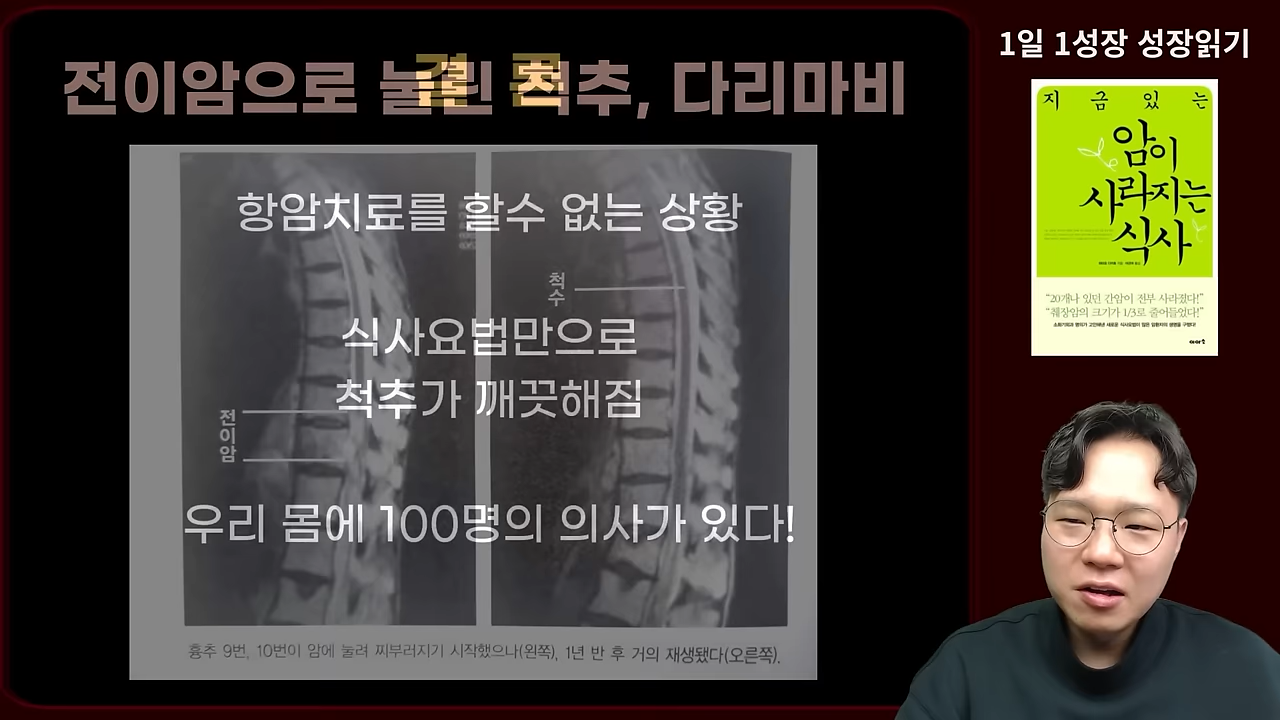 전이암으로 눌린 척추, 다리마비
항암치료를 할수 없는 상황
척수
식사요법만으로
척추가 깨끗해짐
전이암
우리 몸에 100명의 의사가 있다!
흉추 9번, 10번이 암에 눌려 찌부러지기 시작했으나(왼쪽), 1년 반 후 거의 재생됐다(오른쪽).
1일 1성장 성장읽기
지금있는
암이
사라지는
식사
“20개나 있던 간암이 전부 사라졌다!”
“췌장암의 크기가 1/3로 줄어들었다!”